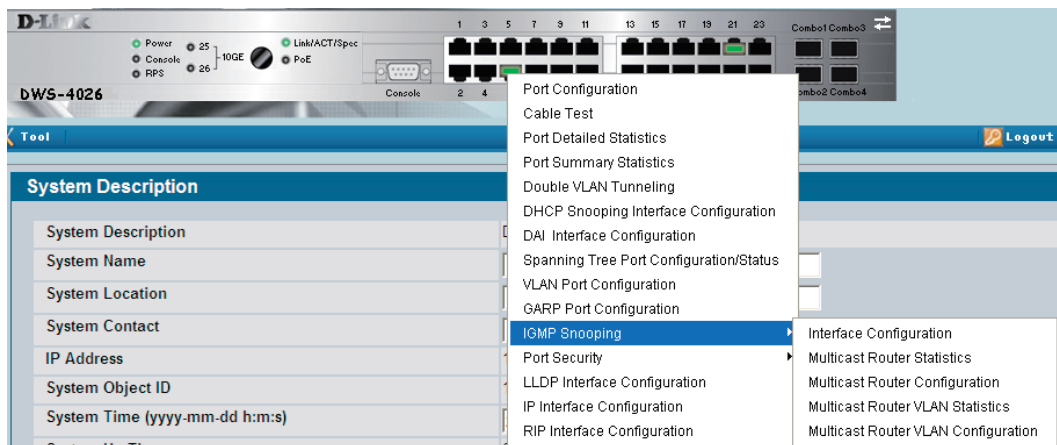 D-Link
1 3 5 7 9 11 13 15 17 19 21 23 Combo1 Combo3
Power 25 Link/ACT/Spec
Console 10GE PoE
RPS 26
DWS-4026 Console 2 4 ombo2 Combo4
Tool Logout
System Description
System Description
System Name
System Location
System Contact
IP Address
System Object ID
System Time (yyyy-mm-dd h:m:s)
Port Configuration
Cable Test
Port Detailed Statistics
Port Summary Statistics
Double VLAN Tunneling
DHCP Snooping Interface Configuration
DAI Interface Configuration
Spanning Tree Port Configuration/Status
VLAN Port Configuration
GARP Port Configuration
IGMP Snooping
Port Security
LLDP Interface Configuration
IP Interface Configuration
RIP Interface Configuration
Interface Configuration
Multicast Router Statistics
Multicast Router Configuration
Multicast Router VLAN Statistics
Multicast Router VLAN Configuration